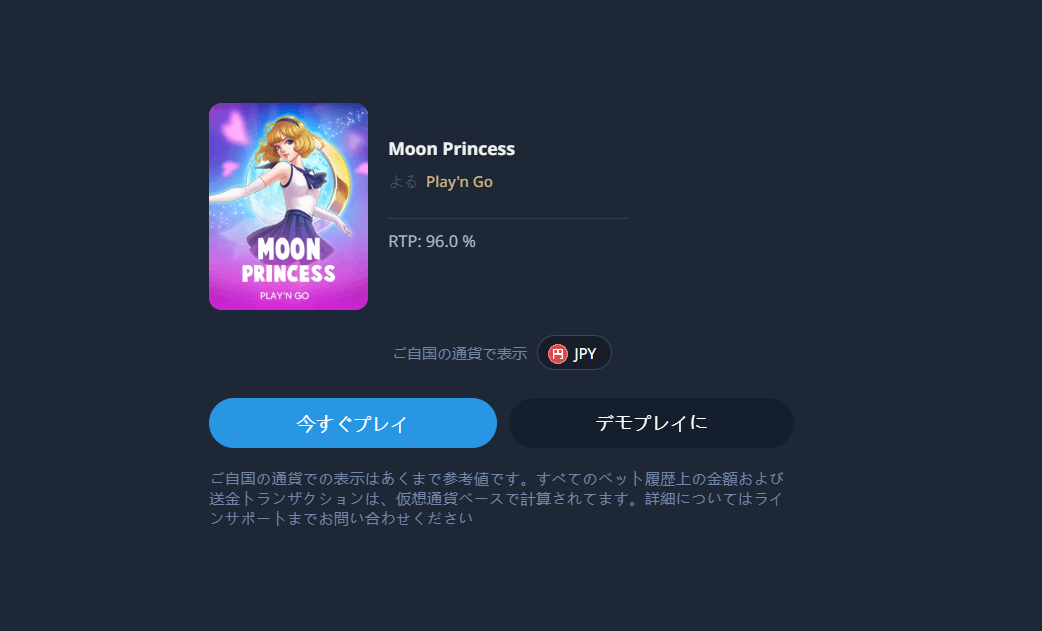 MOON
PRINCESS
PLAY'N GO
Moon Princess
よる Play'n Go
RTP: 96.0 %
ご自国の通貨で表示 円 JPY
今すぐプレイ
デモプレイに
ご自国の通貨での表示はあくまで参考値です。すべてのベット履歴上の金額および
送金トランザクションは、仮想通貨ベースで計算されてます。詳細についてはライ
ンサポートまでお問い合わせください